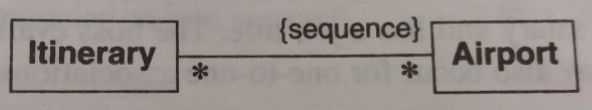 {sequence}
Itinerary * * Airport